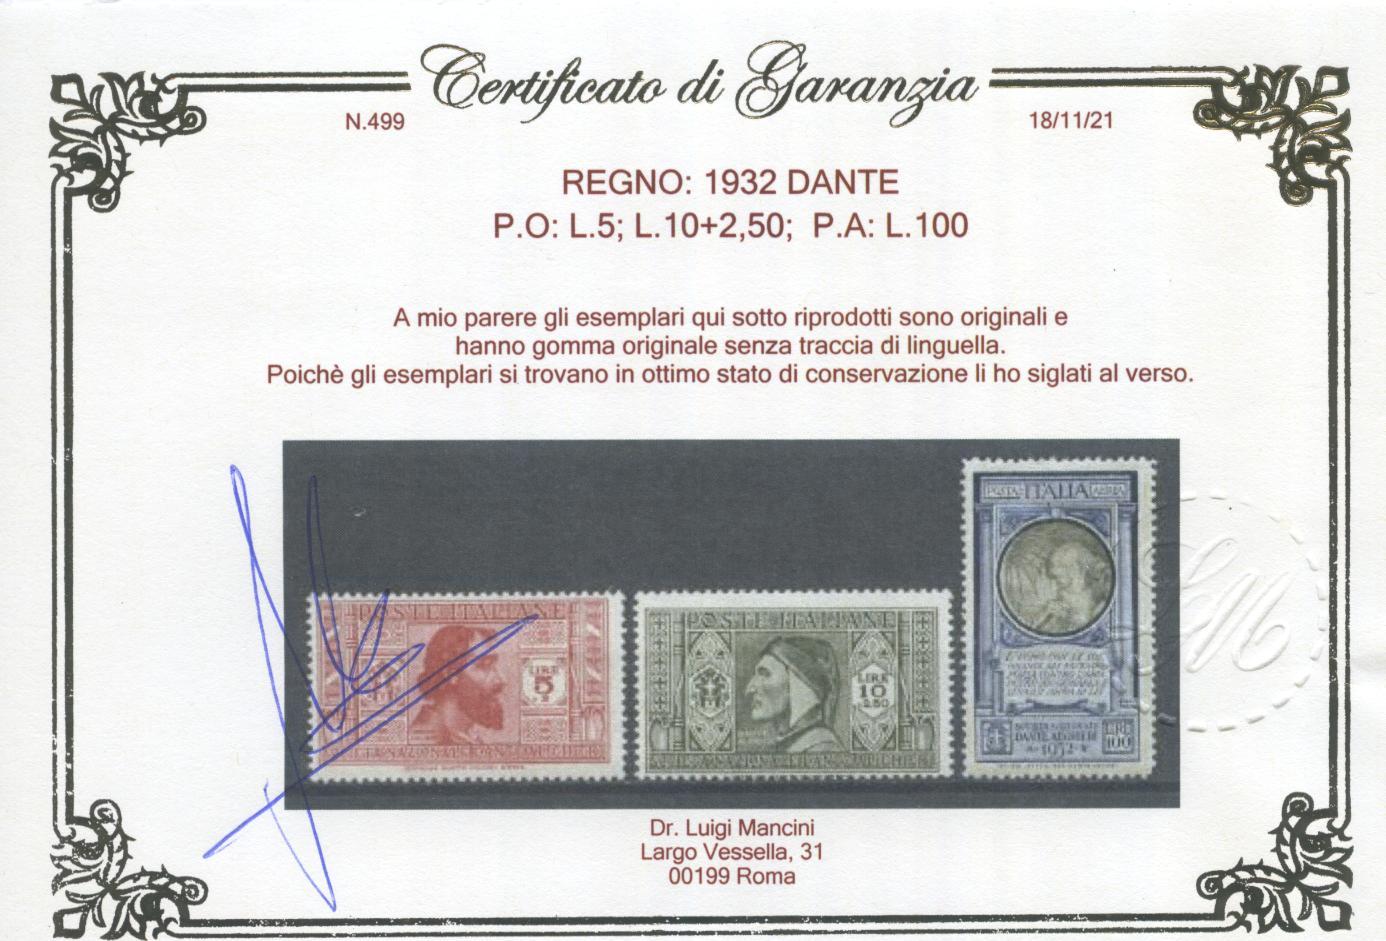 Certificato di Garanzia
N.499
18/11/21
REGNO: 1932 DANTE
P.O: L.5; L.10+2,50; P.A: L.100
A mio parere gli esemplari qui sotto riprodotti sono originali e
hanno gomma originale senza traccia di linguella.
Poichè gli esemplari si trovano in ottimo stato di conservazione li ho siglati al verso.
POSTE ITALIANE
LIRE
5
POSTE ITALIANE
LIRE
10
2,50
POSTA ITALIA AEREA
DANTE ALIGHIERI
1932
LIRE
100
Dr. Luigi Mancini
Largo Vessella, 31
00199 Roma